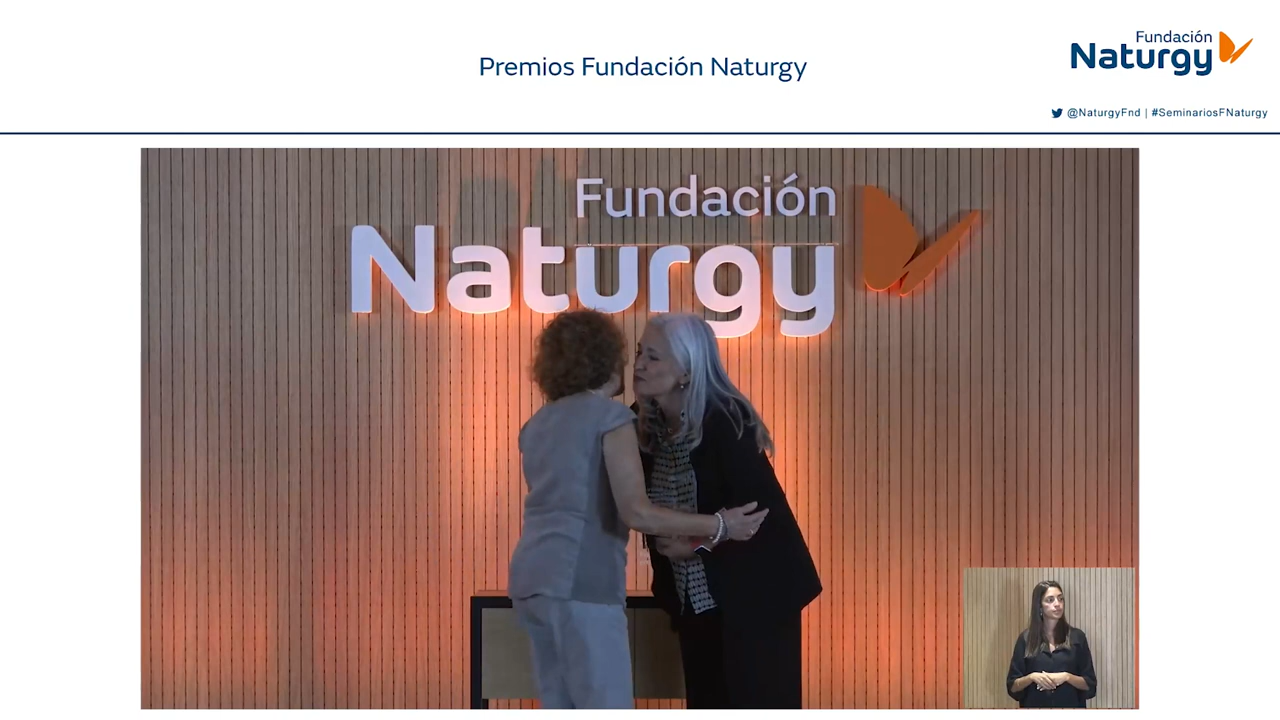 Premios Fundación Naturgy
Fundación
Naturgy
@NaturgyFnd | #SeminariosFNaturgy
Fundación
Naturgy